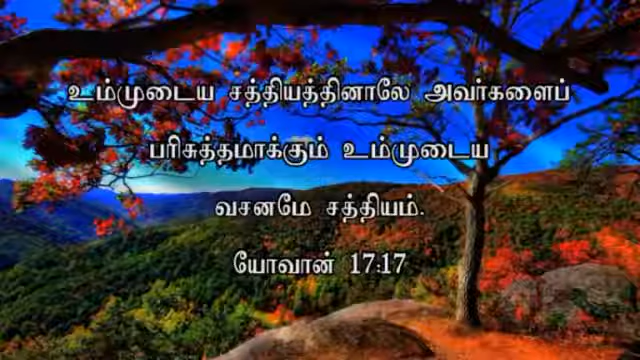 உம்முடைய சத்தியத்தினாலே அவர்களைப்
பரிசுத்தமாக்கும் உம்முடைய
வசனமே சத்தியம்.
யோவான் 17:17